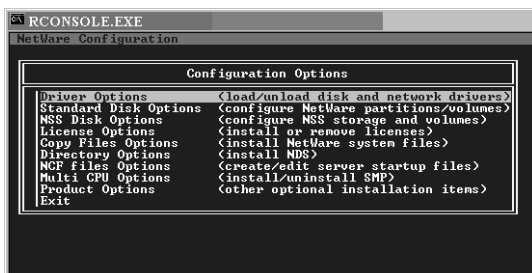 RCONSOLE.EXE
NetWare Configuration
Configuration Options
Driver Options (load/unload disk and network drivers)
Standard Disk Options (configure NetWare partitions/volumes)
NSS Disk Options (configure NSS storage and volumes)
License Options (install or remove licenses)
Copy Files Options (install NetWare system files)
Directory Options (install NDS)
NCF files Options (create/edit server startup files)
Multi CPU Options (install/uninstall SMP)
Product Options (other optional installation items)
Exit